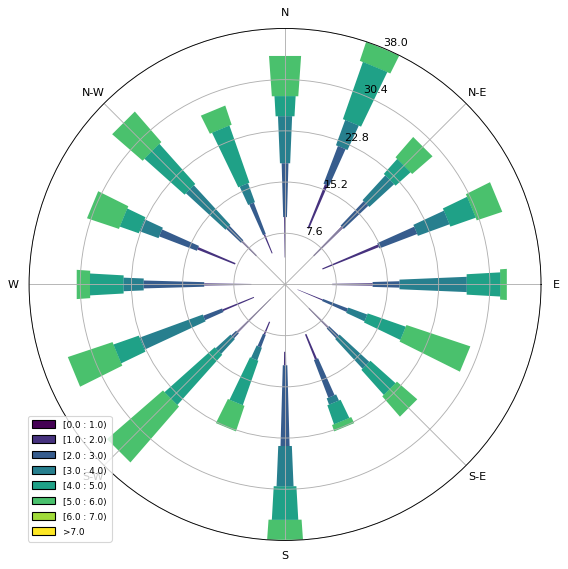 N
38.0
N-W
N-E
30.4
22.8
15.2
7.6
W
E
[0.0 : 1.0)
[1.0 : 2.0)
[2.0 : 3.0)
[3.0 : 4.0)
[4.0 : 5.0)
[5.0 : 6.0)
[6.0 : 7.0)
>7.0
S-W
S-E
S